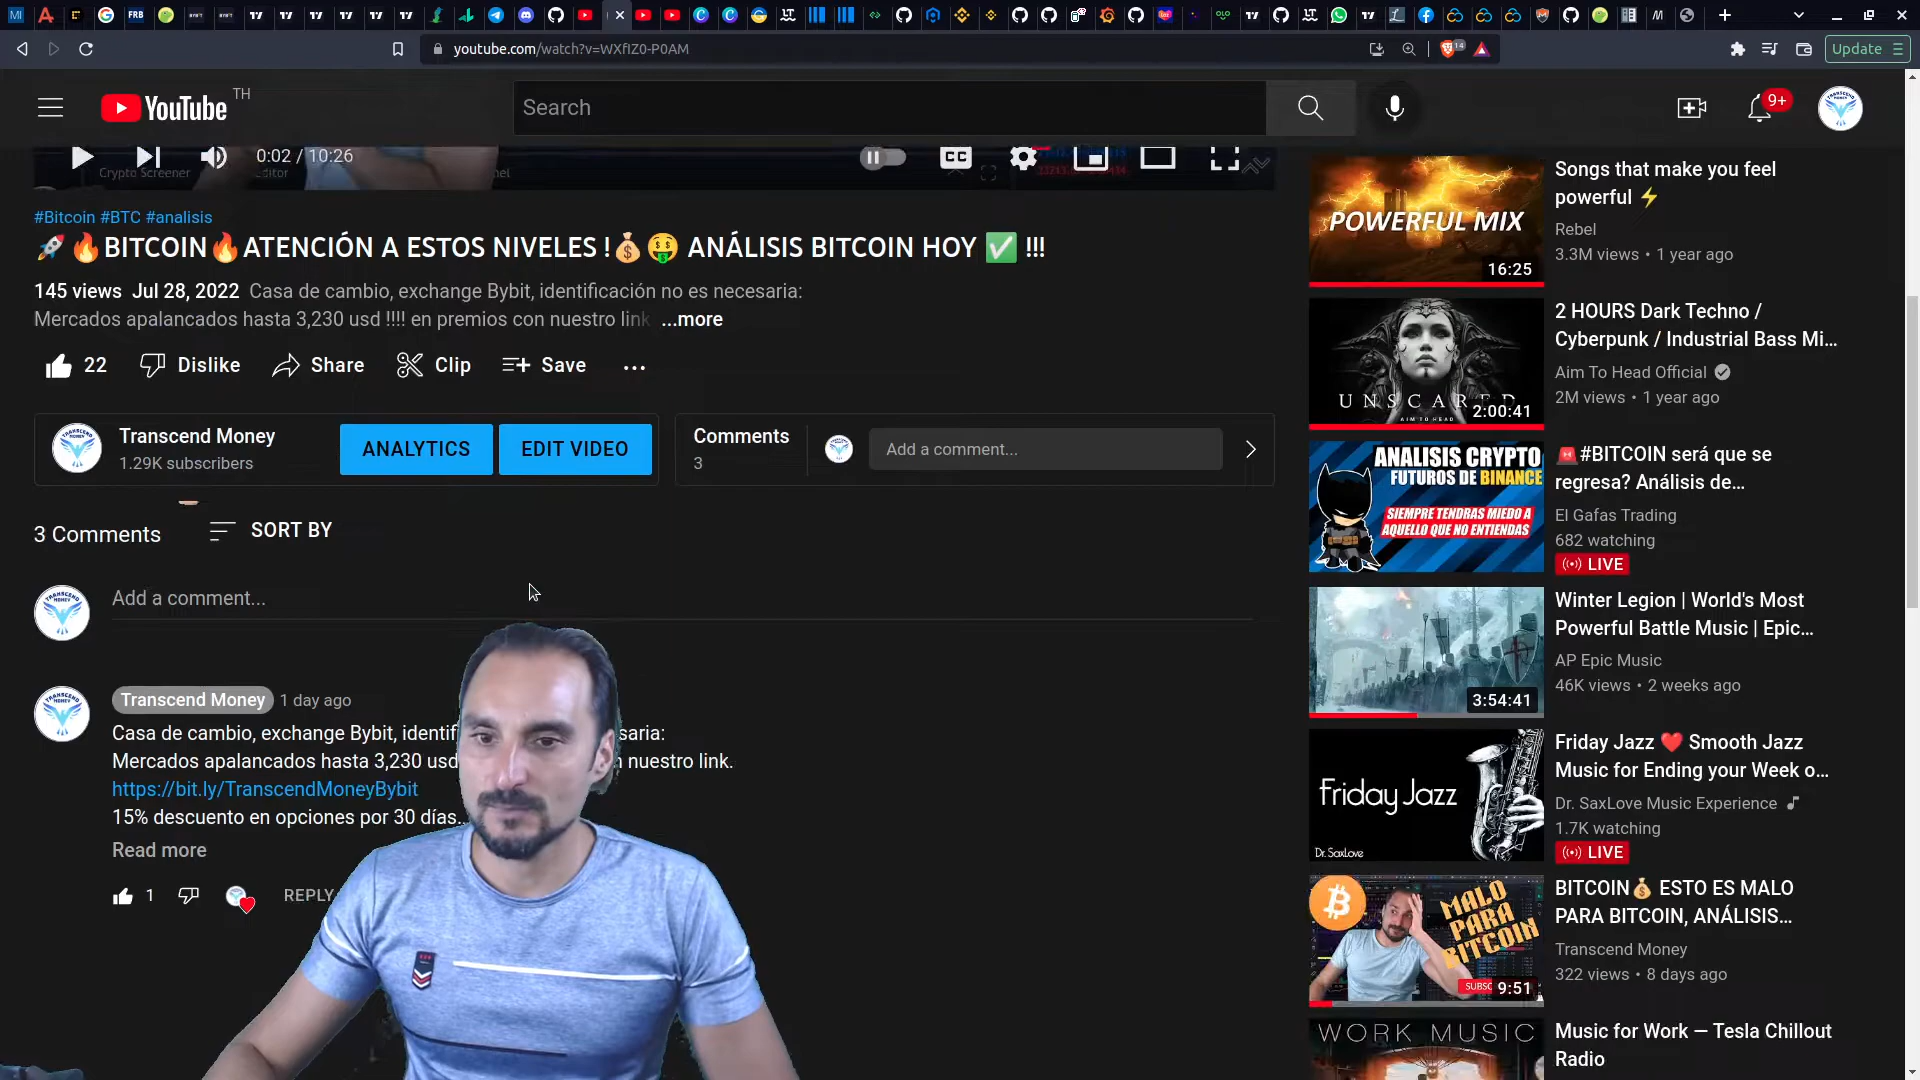 youtube.com/watch?v=WXfIZ0-P0AM
14
Update
YouTube TH
Search
9+
0:02 / 10:26
CC
Crypto Screener
#Bitcoin #BTC #analisis
🚀🔥BITCOIN🔥ATENCIÓN A ESTOS NIVELES !💰🤑 ANÁLISIS BITCOIN HOY ✅ !!!
145 views Jul 28, 2022 Casa de cambio, exchange Bybit, identificación no es necesaria:
Mercados apalancados hasta 3,230 usd !!!! en premios con nuestro link ...more
22 Dislike Share Clip Save ...
Transcend Money
1.29K subscribers
ANALYTICS
EDIT VIDEO
Comments
3
Add a comment...
3 Comments
SORT BY
Add a comment...
Transcend Money 1 day ago
Casa de cambio, exchange Bybit, identif saria:
Mercados apalancados hasta 3,230 usd n nuestro link.
https://bit.ly/TranscendMoneyBybit
15% descuento en opciones por 30 días..
Read more
1 REPLY
POWERFUL MIX
16:25
Songs that make you feel
powerful ⚡
Rebel
3.3M views • 1 year ago
UNSCARED
AIM TO HEAD
2:00:41
2 HOURS Dark Techno /
Cyberpunk / Industrial Bass Mi...
Aim To Head Official
2M views • 1 year ago
ANALISIS CRYPTO
FUTUROS DE BINANCE
SIEMPRE TENDRAS MIEDO A
AQUELLO QUE NO ENTIENDAS
🚨#BITCOIN será que se
regresa? Análisis de...
El Gafas Trading
682 watching
LIVE
3:54:41
Winter Legion | World's Most
Powerful Battle Music | Epic...
AP Epic Music
46K views • 2 weeks ago
Friday Jazz
Dr. SaxLove
Friday Jazz ❤️ Smooth Jazz
Music for Ending your Week o...
Dr. SaxLove Music Experience
1.7K watching
LIVE
MALO
PARA
BITCOIN
SUBSC
9:51
BITCOIN💰 ESTO ES MALO
PARA BITCOIN, ANÁLISIS...
Transcend Money
322 views • 8 days ago
WORK MUSIC
Music for Work — Tesla Chillout
Radio